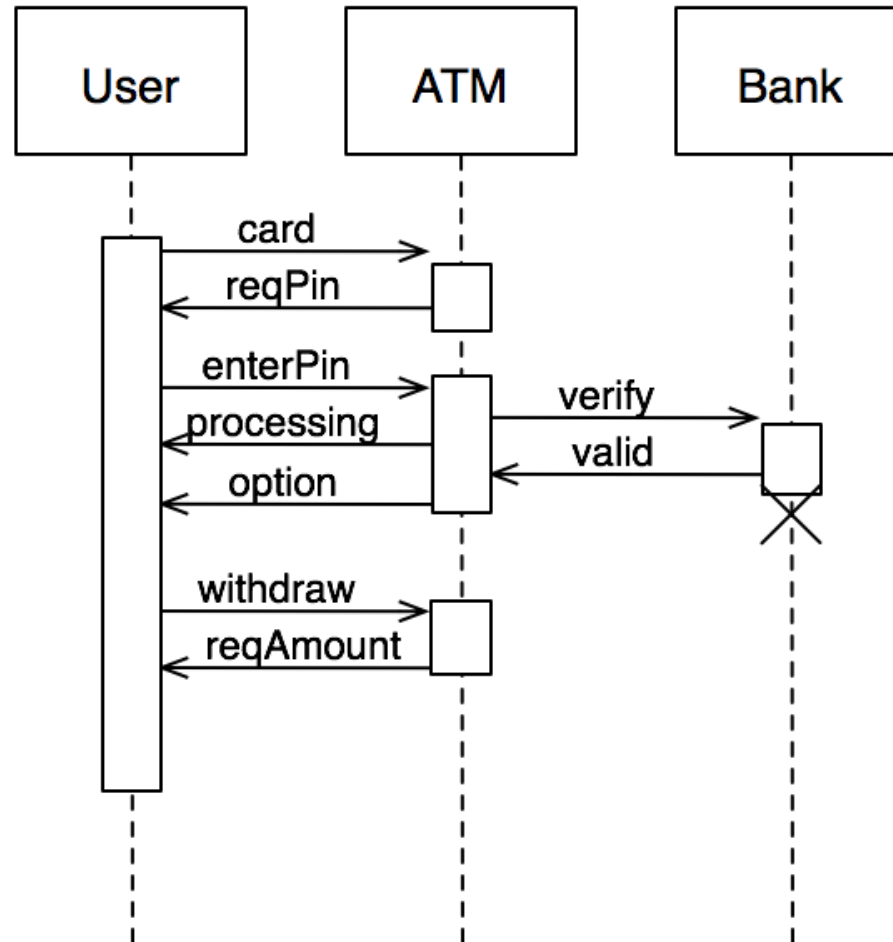 User
ATM
Bank
card
reqPin
enterPin
verify
processing
valid
option
withdraw
reqAmount